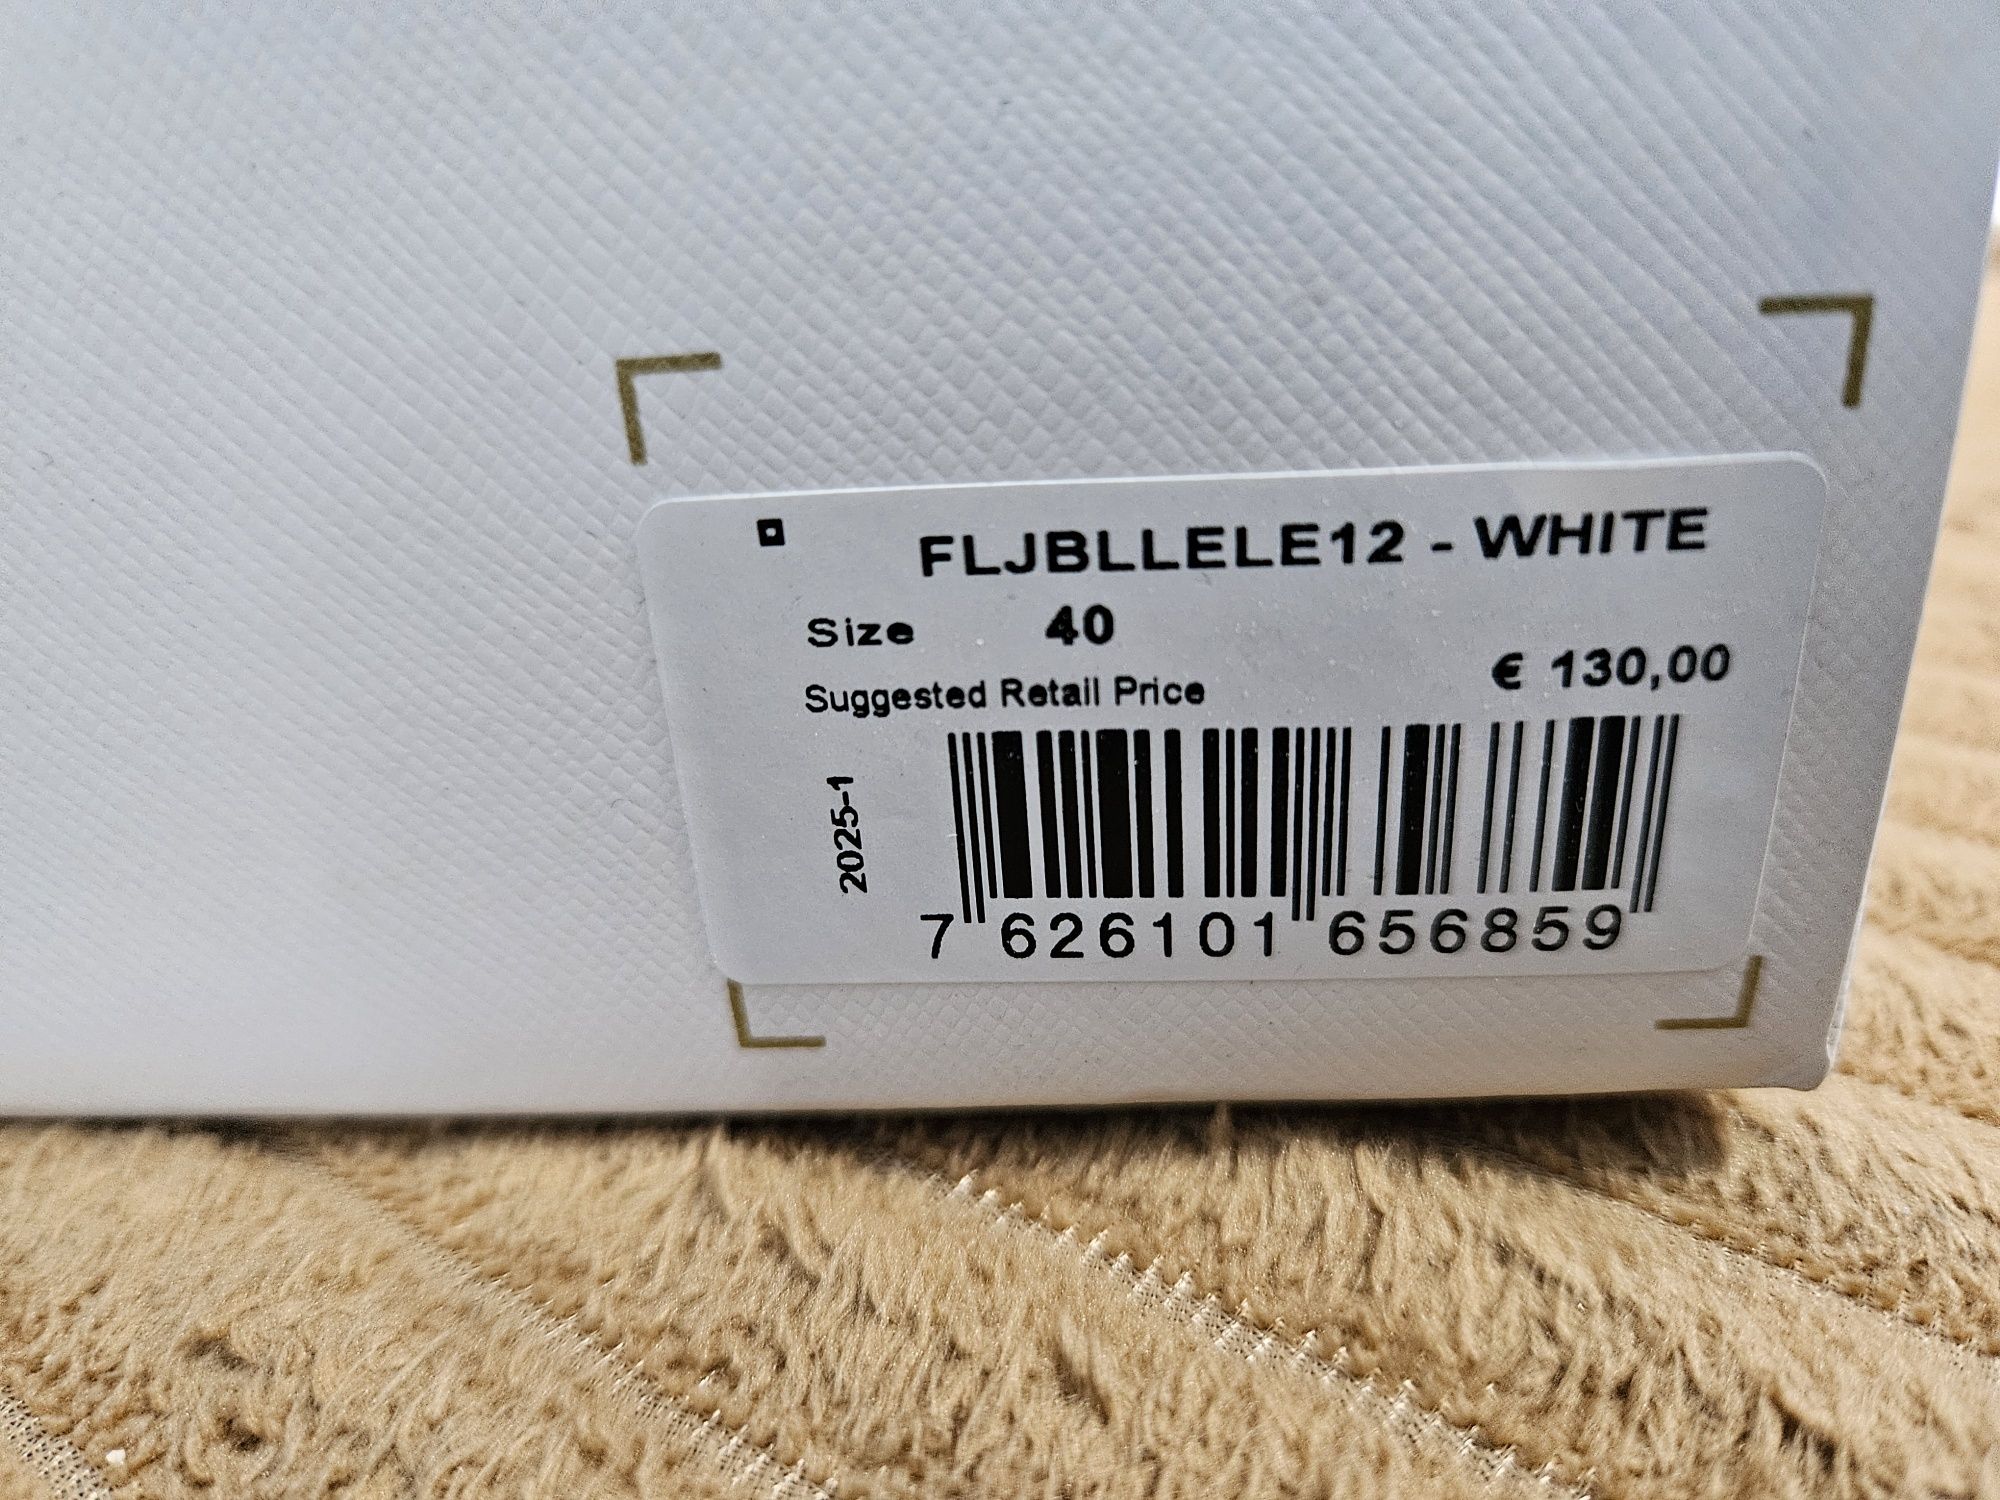 FLJBLLELE12 - WHITE
Size 40
Suggested Retail Price € 130,00
2025-1
7 626101 656859